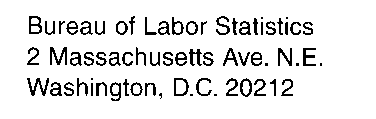 Bureau of Labor Statistics
2 Massachusetts Ave. N.E.
Washington, D.C. 20212